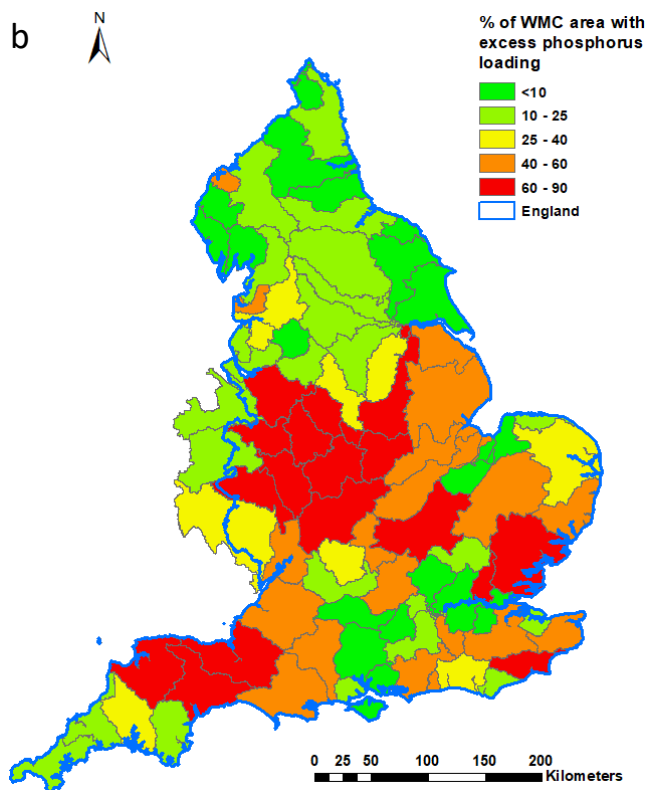 b
N
% of WMC area with
excess phosphorus
loading
<10
10 - 25
25 - 40
40 - 60
60 - 90
England
0 25 50 100 150 200
Kilometers